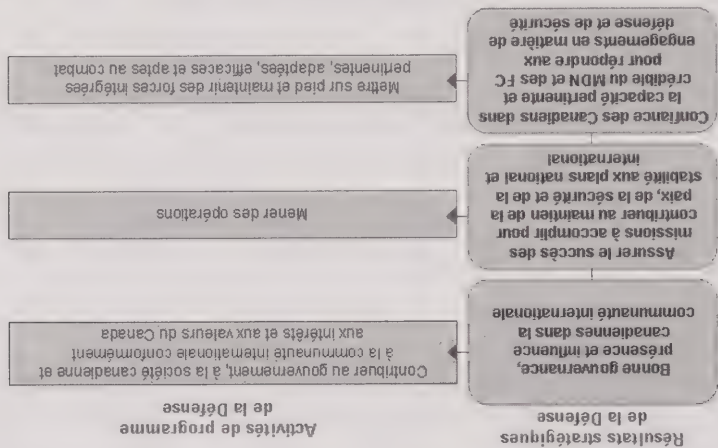 Résultats stratégiques
de la Défense
Activités de programme
de la Défense
Bonne gouvernance,
présence et influence
canadiennes dans la
communauté internationale
Contribuer au gouvernement, à la société canadienne et
à la communauté internationale conformément
aux intérêts et aux valeurs du Canada
Assurer le succès des
missions à accomplir pour
contribuer au maintien de la
paix, de la sécurité et de la
stabilité aux plans national et
international
Mener des opérations
Confiance des Canadiens dans
la capacité pertinente et
crédible du MDN et des FC
pour répondre aux
engagements en matière de
défense et de sécurité
Mettre sur pied et maintenir des forces intégrées
pertinentes, adaptées, efficaces et aptes au combat